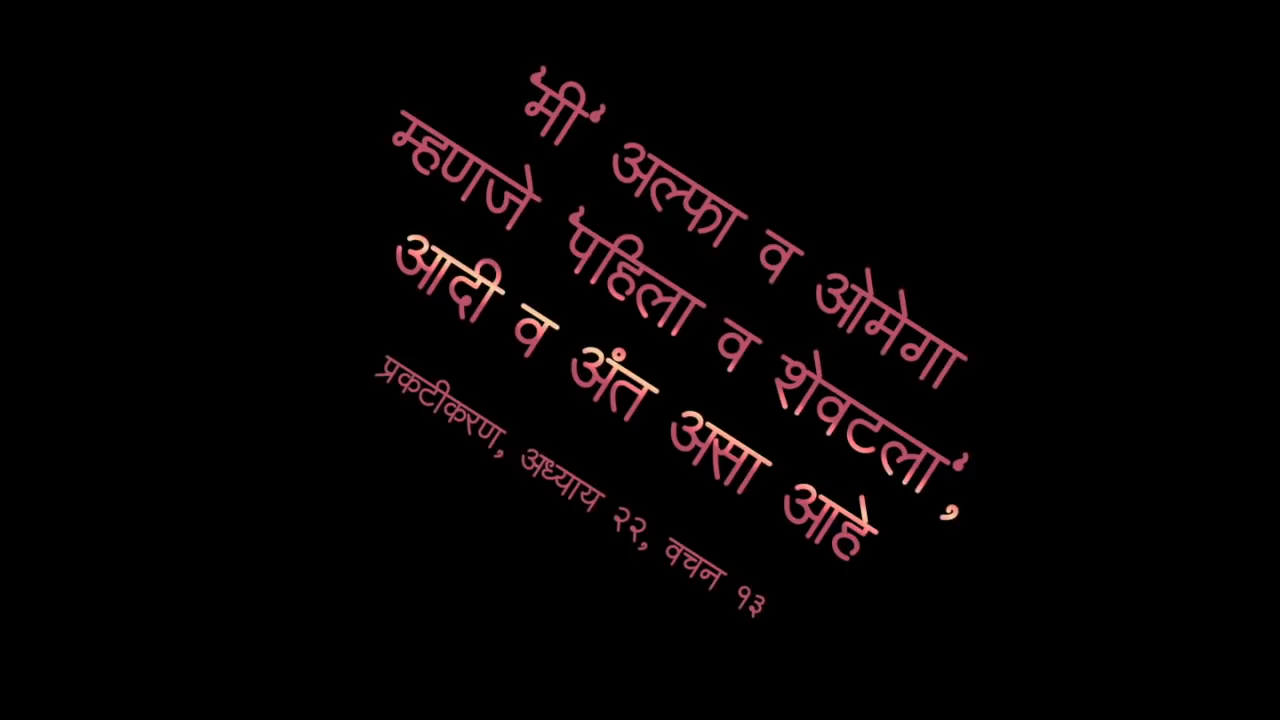 ‘मी‘ अल्फा व ओमेगा
म्हणजे ‘पहिला व शेवटला‘,
आदी व अंत असा आहे
प्रकटीकरण, अध्याय २२, वचन १३